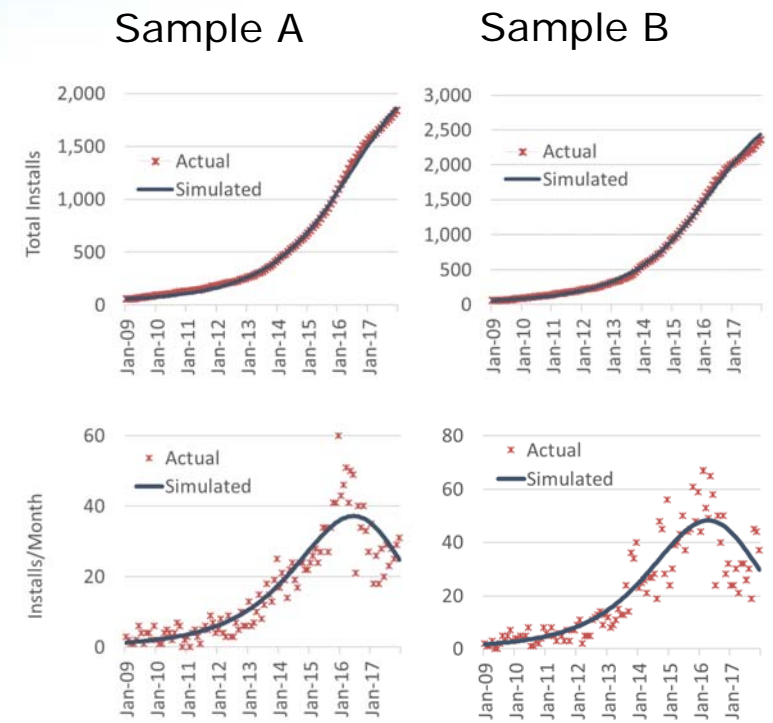 Sample A
Sample B
Total Installs
2,000
1,500
1,000
500
0
Actual
Simulated
Jan-09
Jan-10
Jan-11
Jan-12
Jan-13
Jan-14
Jan-15
Jan-16
Jan-17
3,000
2,500
2,000
1,500
1,000
500
0
Actual
Simulated
Jan-09
Jan-10
Jan-11
Jan-12
Jan-13
Jan-14
Jan-15
Jan-16
Jan-17
Installs/Month
60
40
20
0
Actual
Simulated
Jan-09
Jan-10
Jan-11
Jan-12
Jan-13
Jan-14
Jan-15
Jan-16
Jan-17
80
60
40
20
0
Actual
Simulated
Jan-09
Jan-10
Jan-11
Jan-12
Jan-13
Jan-14
Jan-15
Jan-16
Jan-17